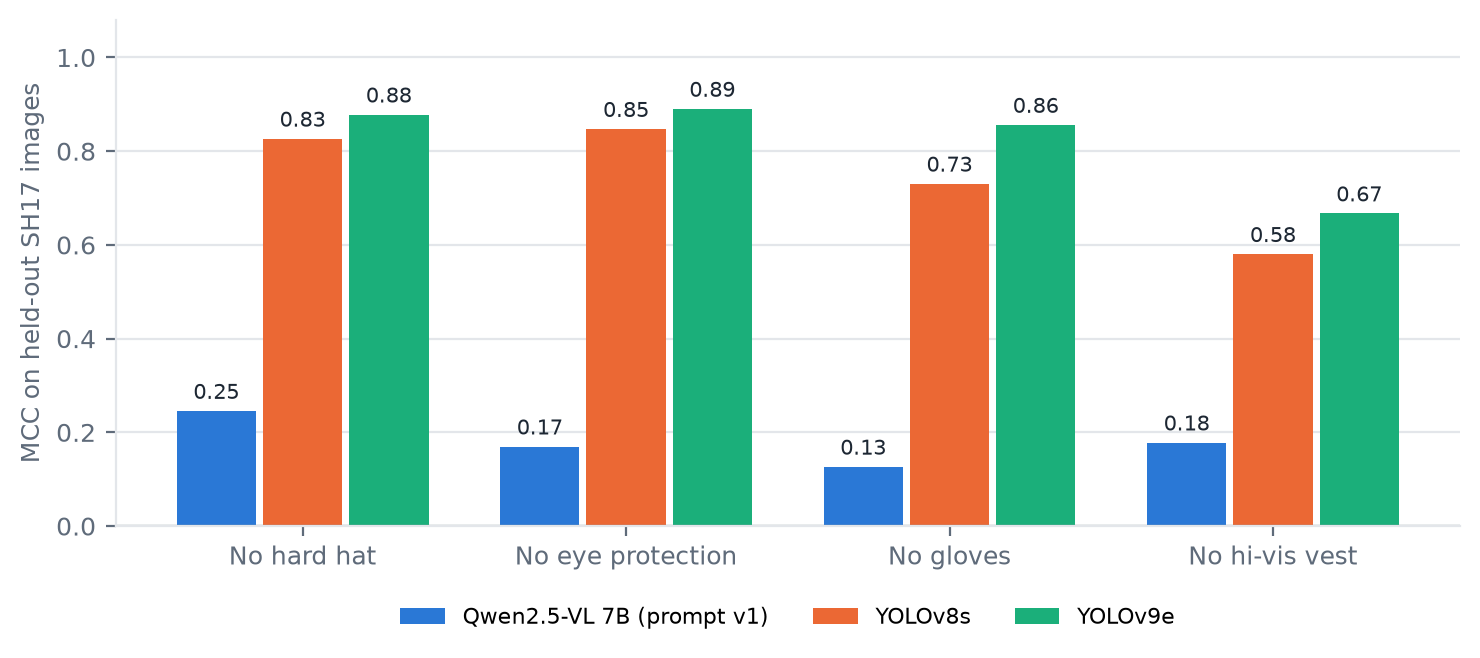 MCC on held-out SH17 images
1.0
0.8
0.6
0.4
0.2
0.0
0.25
0.83
0.88
0.17
0.85
0.89
0.13
0.73
0.86
0.18
0.58
0.67
No hard hat
No eye protection
No gloves
No hi-vis vest
Qwen2.5-VL 7B (prompt v1)
YOLOv8s
YOLOv9e